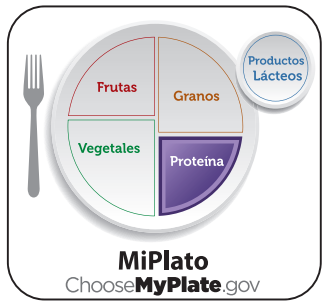 Frutas
Granos
Productos
Lácteos
Vegetales
Proteína
MiPlato
ChooseMyPlate.gov